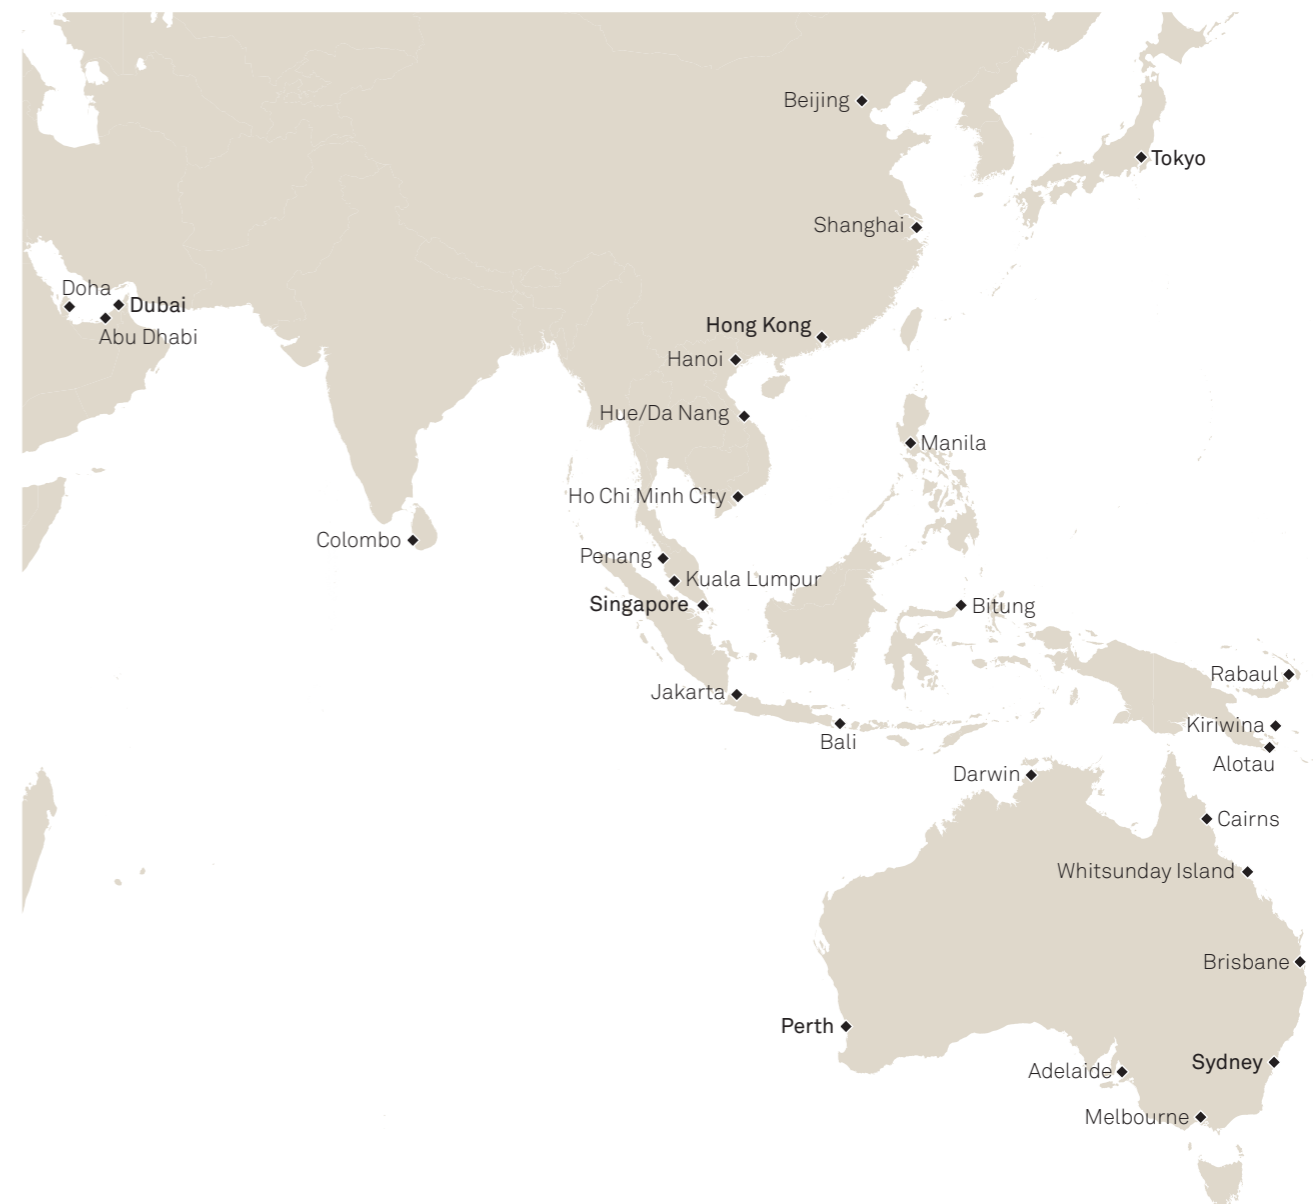 Beijing
Tokyo
Shanghai
Doha
Dubai
Abu Dhabi
Hong Kong
Hanoi
Hue/Da Nang
Manila
Ho Chi Minh City
Colombo
Penang
Kuala Lumpur
Singapore
Bitung
Rabaul
Jakarta
Kiriwina
Bali
Alotau
Darwin
Cairns
Whitsunday Island
Brisbane
Perth
Sydney
Adelaide
Melbourne